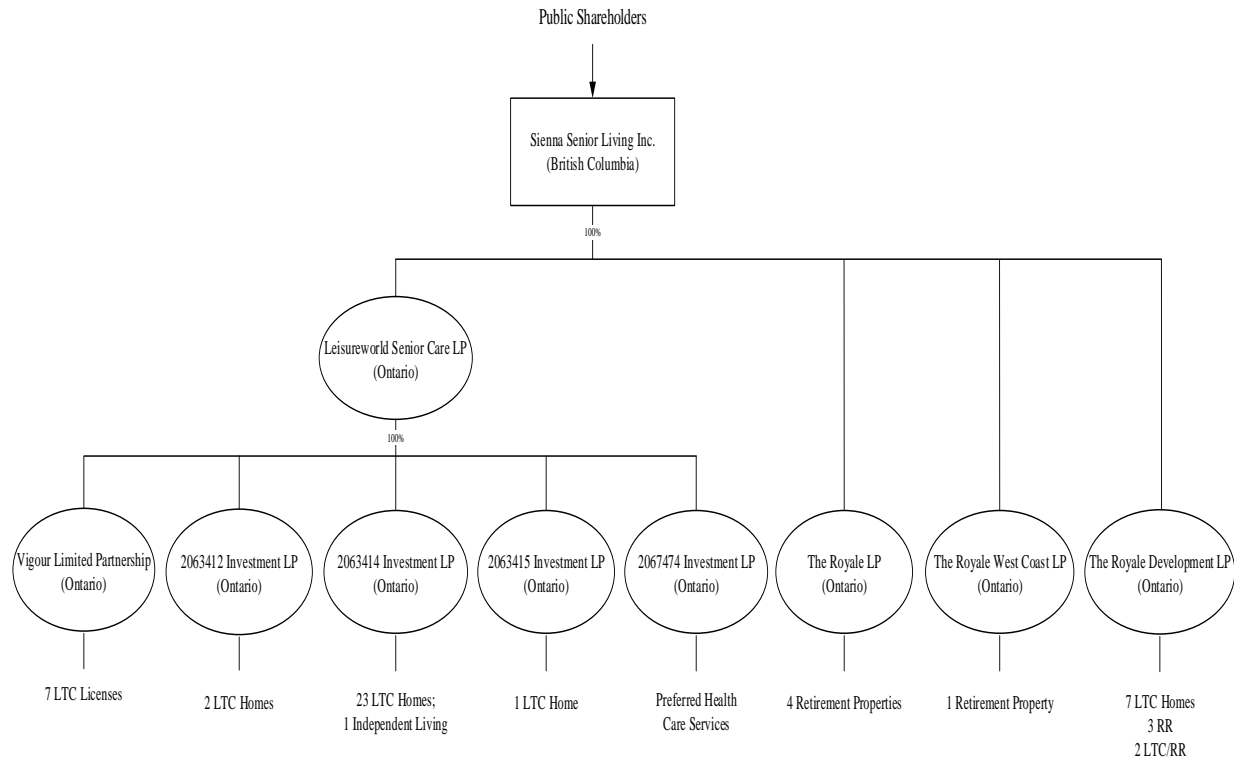 Public Shareholders
Sienna Senior Living Inc.
(British Columbia)
100%
Leisureworld Senior Care LP
(Ontario)
100%
Vigour Limited Partnership
(Ontario)
2063412 Investment LP
(Ontario)
2063414 Investment LP
(Ontario)
2063415 Investment LP
(Ontario)
2067474 Investment LP
(Ontario)
The Royale LP
(Ontario)
The Royale West Coast LP
(Ontario)
The Royale Development LP
(Ontario)
7 LTC Licenses
2 LTC Homes
23 LTC Homes;
1 Independent Living
1 LTC Home
Preferred Health
Care Services
4 Retirement Properties
1 Retirement Property
7 LTC Homes
3 RR
2 LTC/RR